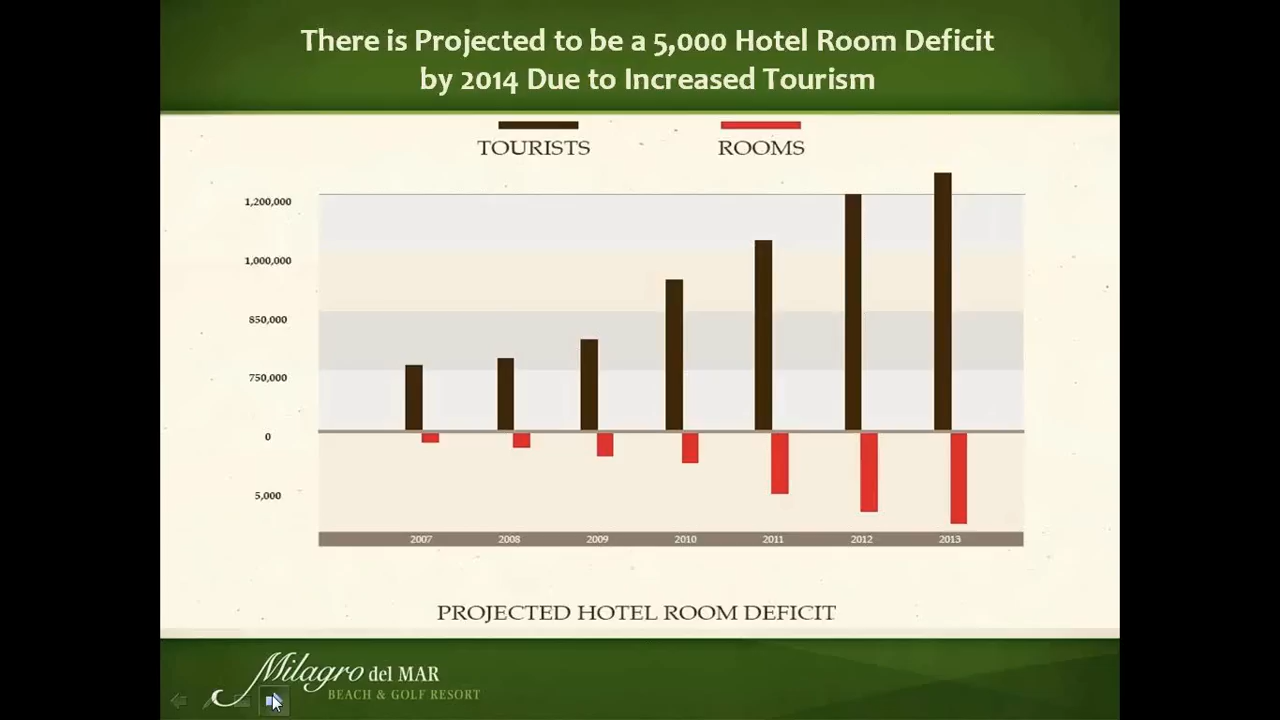 There is Projected to be a 5,000 Hotel Room Deficit
by 2014 Due to Increased Tourism
TOURISTS ROOMS
1,200,000
1,000,000
850,000
750,000
0
5,000
2007 2008 2009 2010 2011 2012 2013
PROJECTED HOTEL ROOM DEFICIT
Milagro del MAR
BEACH & GOLF RESORT